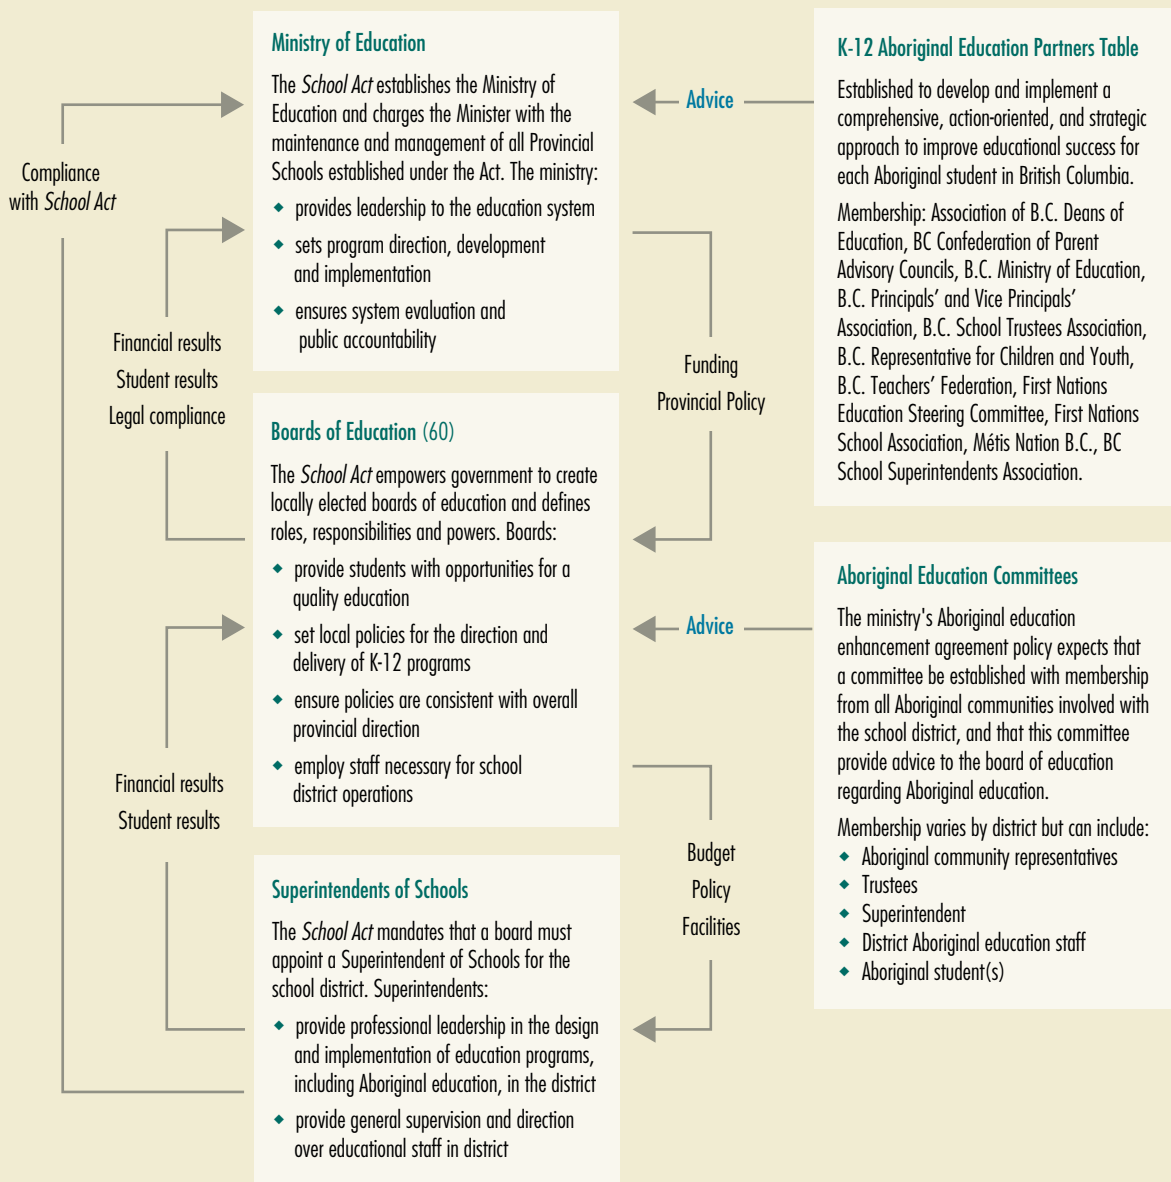 Ministry of Education
The School Act establishes the Ministry of
Education and charges the Minister with the
maintenance and management of all Provincial
Schools established under the Act. The ministry:
◆ provides leadership to the education system
◆ sets program direction, development
and implementation
◆ ensures system evaluation and
public accountability
Advice
K-12 Aboriginal Education Partners Table
Established to develop and implement a
comprehensive, action-oriented, and strategic
approach to improve educational success for
each Aboriginal student in British Columbia.
Membership: Association of B.C. Deans of
Education, BC Confederation of Parent
Advisory Councils, B.C. Ministry of Education,
B.C. Principals’ and Vice Principals’
Association, B.C. School Trustees Association,
B.C. Representative for Children and Youth,
B.C. Teachers’ Federation, First Nations
Education Steering Committee, First Nations
School Association, Métis Nation B.C., BC
School Superintendents Association.
Compliance
with School Act
Financial results
Student results
Legal compliance
Funding
Provincial Policy
Boards of Education (60)
The School Act empowers government to create
locally elected boards of education and defines
roles, responsibilities and powers. Boards:
◆ provide students with opportunities for a
quality education
◆ set local policies for the direction and
delivery of K-12 programs
◆ ensure policies are consistent with overall
provincial direction
◆ employ staff necessary for school
district operations
Advice
Aboriginal Education Committees
The ministry's Aboriginal education
enhancement agreement policy expects that
a committee be established with membership
from all Aboriginal communities involved with
the school district, and that this committee
provide advice to the board of education
regarding Aboriginal education.
Membership varies by district but can include:
◆ Aboriginal community representatives
◆ Trustees
◆ Superintendent
◆ District Aboriginal education staff
◆ Aboriginal student(s)
Financial results
Student results
Budget
Policy
Facilities
Superintendents of Schools
The School Act mandates that a board must
appoint a Superintendent of Schools for the
school district. Superintendents:
◆ provide professional leadership in the design
and implementation of education programs,
including Aboriginal education, in the district
◆ provide general supervision and direction
over educational staff in district